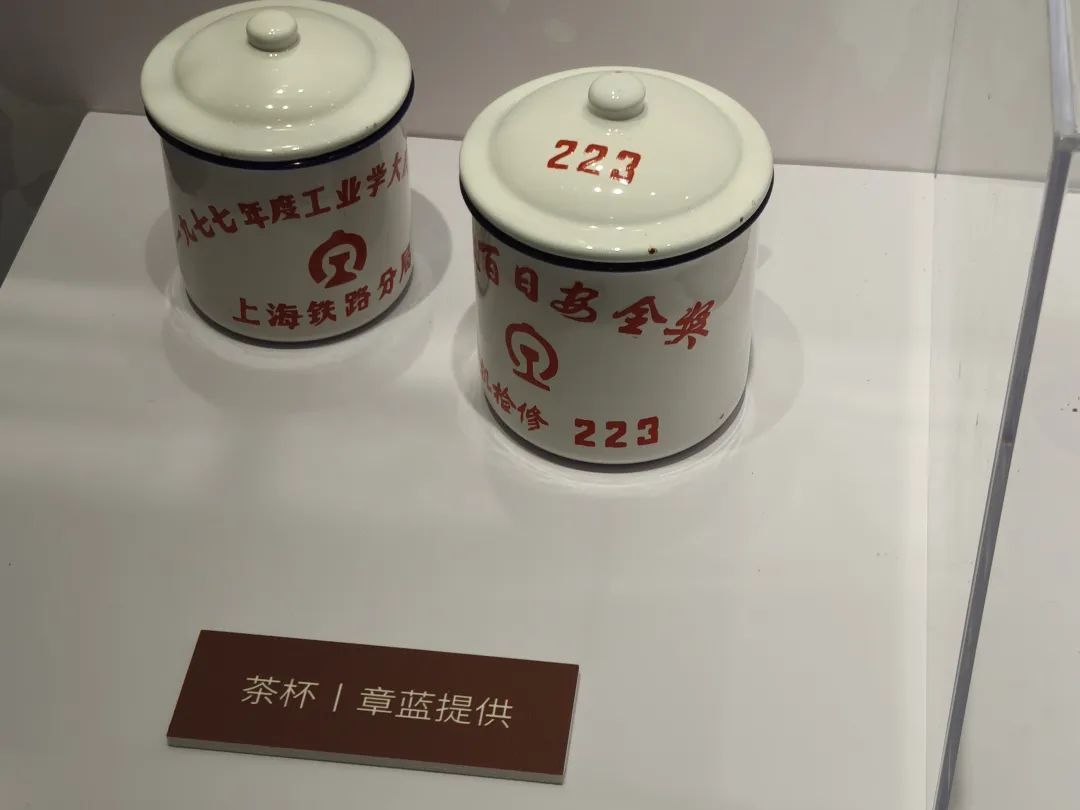 一九七七年度工业学大
上海铁路分局
223
百日安全奖
机检修 223
茶杯丨章蓝提供